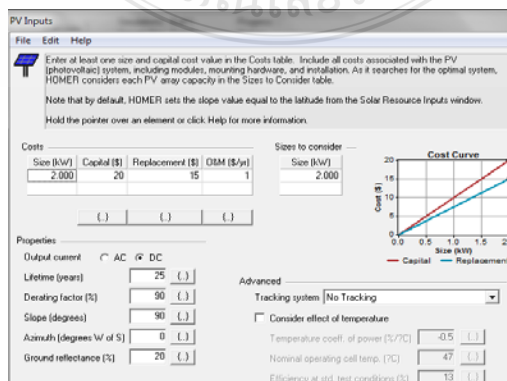 PV Inputs
File Edit Help
Enter at least one size and capital cost value in the Costs table. Include all costs associated with the PV
(photovoltaic) system, including modules, mounting hardware, and installation. As it searches for the optimal system,
HOMER considers each PV array capacity in the Sizes to Consider table.
Note that by default, HOMER sets the slope value equal to the latitude from the Solar Resource Inputs window.
Hold the pointer over an element or click Help for more information.
Costs
Size (kW) Capital ($) Replacement ($) O&M ($/yr)
2.000 20 15 1
{..} {..} {..}
Sizes to consider
Size (kW)
2.000
Cost Curve
Cost ($)
20
15
10
5
0
0.0 0.5 1.0 1.5 2.
Size (kW)
Capital Replacement
Properties
Output current AC DC
Lifetime (years) 25 {..}
Derating factor (%) 90 {..}
Slope (degrees) 90 {..}
Azimuth (degrees W of S) 0 {..}
Ground reflectance (%) 20 {..}
Advanced
Tracking system No Tracking
Consider effect of temperature
Temperature coeff. of power (%/?C) -0.5 {..}
Nominal operating cell temp. (?C) 47 {..}
Efficiency at std. test conditions (%) 13 {..}